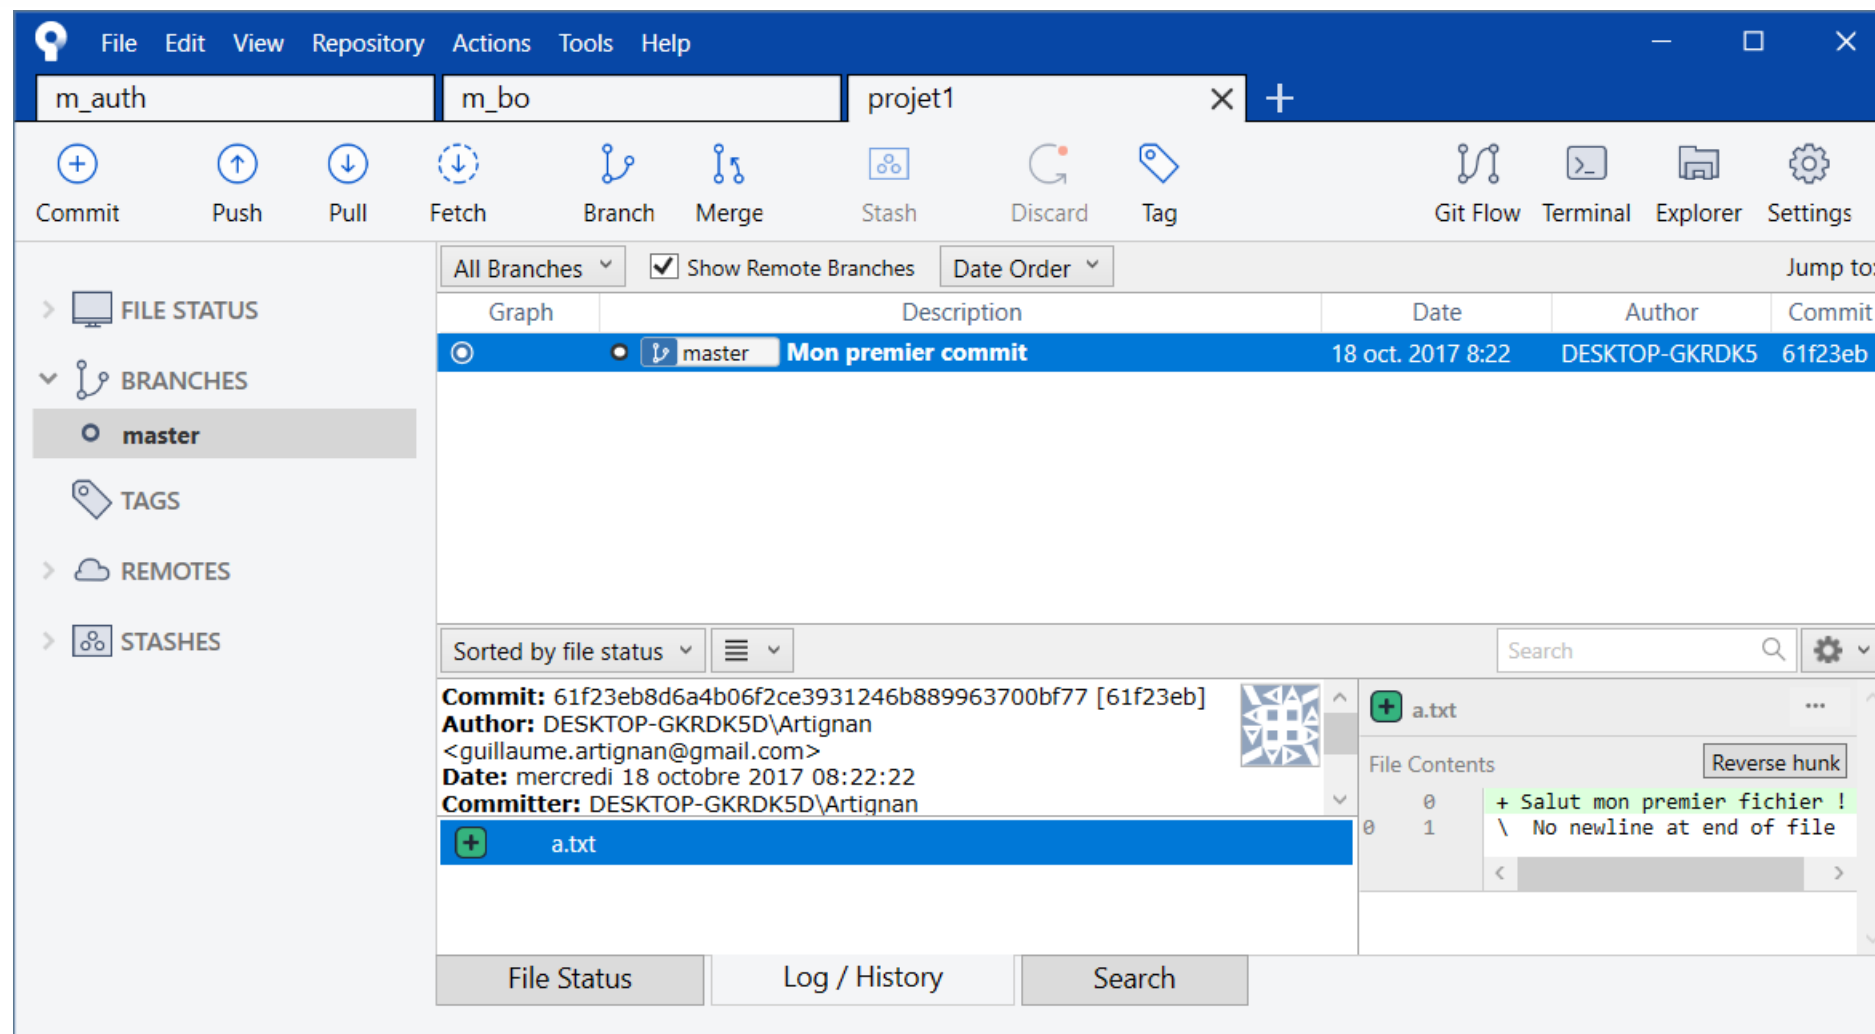 File Edit View Repository Actions Tools Help
m_auth m_bo projet1
Commit Push Pull Fetch Branch Merge Stash Discard Tag Git Flow Terminal Explorer Settings
All Branches Show Remote Branches Date Order Jump to:
Graph Description Date Author Commit
master Mon premier commit 18 oct. 2017 8:22 DESKTOP-GKRDK5 61f23eb
FILE STATUS
BRANCHES
master
TAGS
REMOTES
STASHES
Sorted by file status Search
Commit: 61f23eb8d6a4b06f2ce3931246b889963700bf77 [61f23eb]
Author: DESKTOP-GKRDK5D\Artignan
<guillaume.artignan@gmail.com>
Date: mercredi 18 octobre 2017 08:22:22
Committer: DESKTOP-GKRDK5D\Artignan
a.txt
a.txt ...
File Contents Reverse hunk
0 + Salut mon premier fichier !
0 1 \ No newline at end of file
File Status Log / History Search